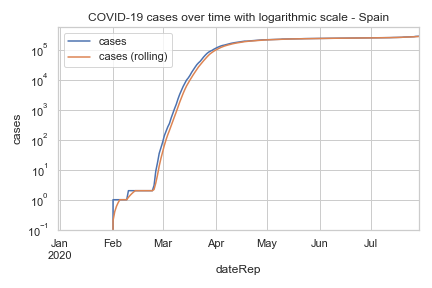 COVID-19 cases over time with logarithmic scale - Spain
cases
cases (rolling)
10^5
10^4
10^3
10^2
10^1
10^0
10^-1
cases
Jan Feb Mar Apr May Jun Jul
2020
dateRep